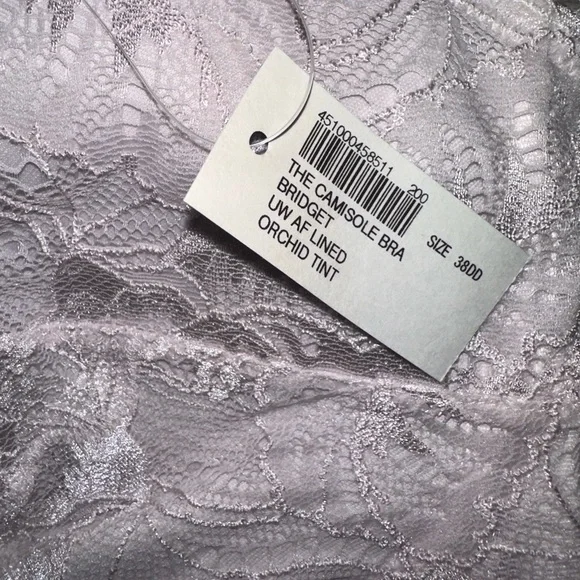 451000458511 200
THE CAMISOLE BRA
BRIDGET
UW AF LINED
ORCHID TINT
SIZE 38DD